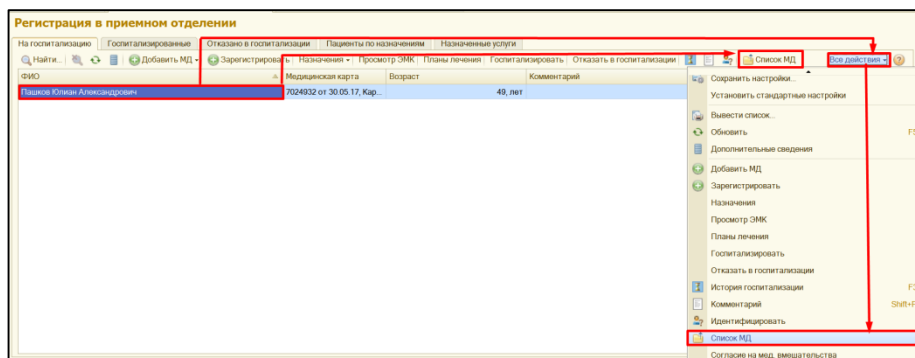 Регистрация в приемном отделении
На госпитализацию Госпитализированные Отказано в госпитализации Пациенты по назначениям Назначенные услуги
Найти... Добавить МД Зарегистрировать Назначения Просмотр ЭМК Планы лечения Госпитализировать Отказать в госпитализации Список МД Все действия
ФИО Медицинская карта Возраст Комментарий
Пашков Юлиан Александрович 7024932 от 30.05.17, Кар... 49, лет
Сохранить настройки...
Установить стандартные настройки
Вывести список...
Обновить
Дополнительные сведения
Добавить МД
Зарегистрировать
Назначения
Просмотр ЭМК
Планы лечения
Госпитализировать
Отказать в госпитализации
История госпитализации
Комментарий Shift+F
Идентифицировать
Список МД
Согласие на мед. вмешательства